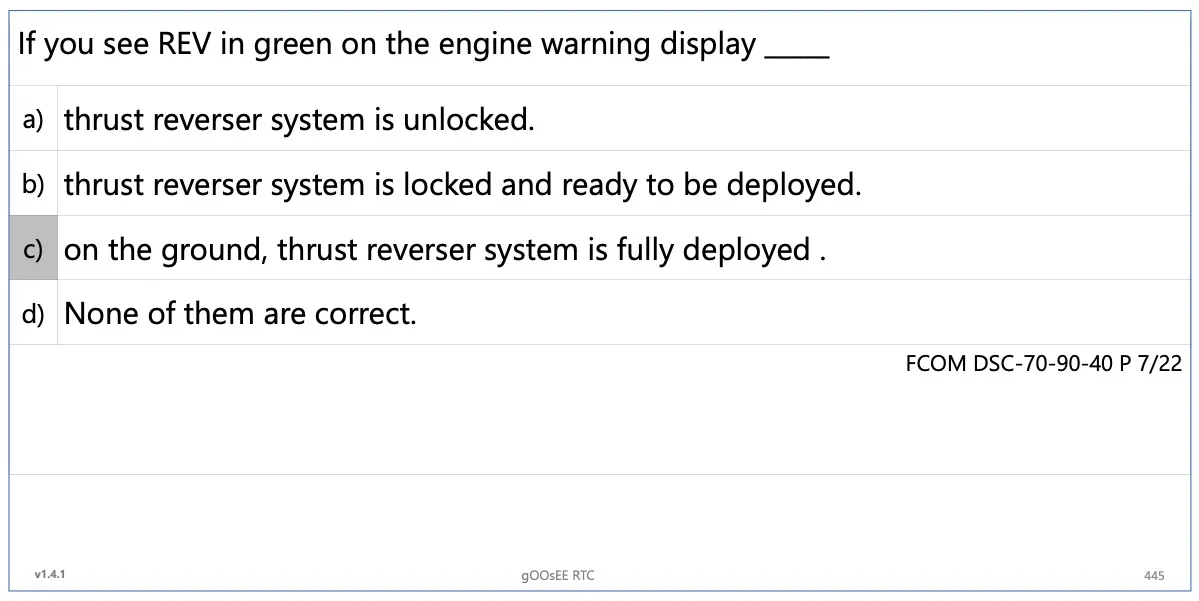 If you see REV in green on the engine warning display _____
a) thrust reverser system is unlocked.
b) thrust reverser system is locked and ready to be deployed.
c) on the ground, thrust reverser system is fully deployed .
d) None of them are correct.
FCOM DSC-70-90-40 P 7/22
v1.4.1 gOOsEE RTC 445